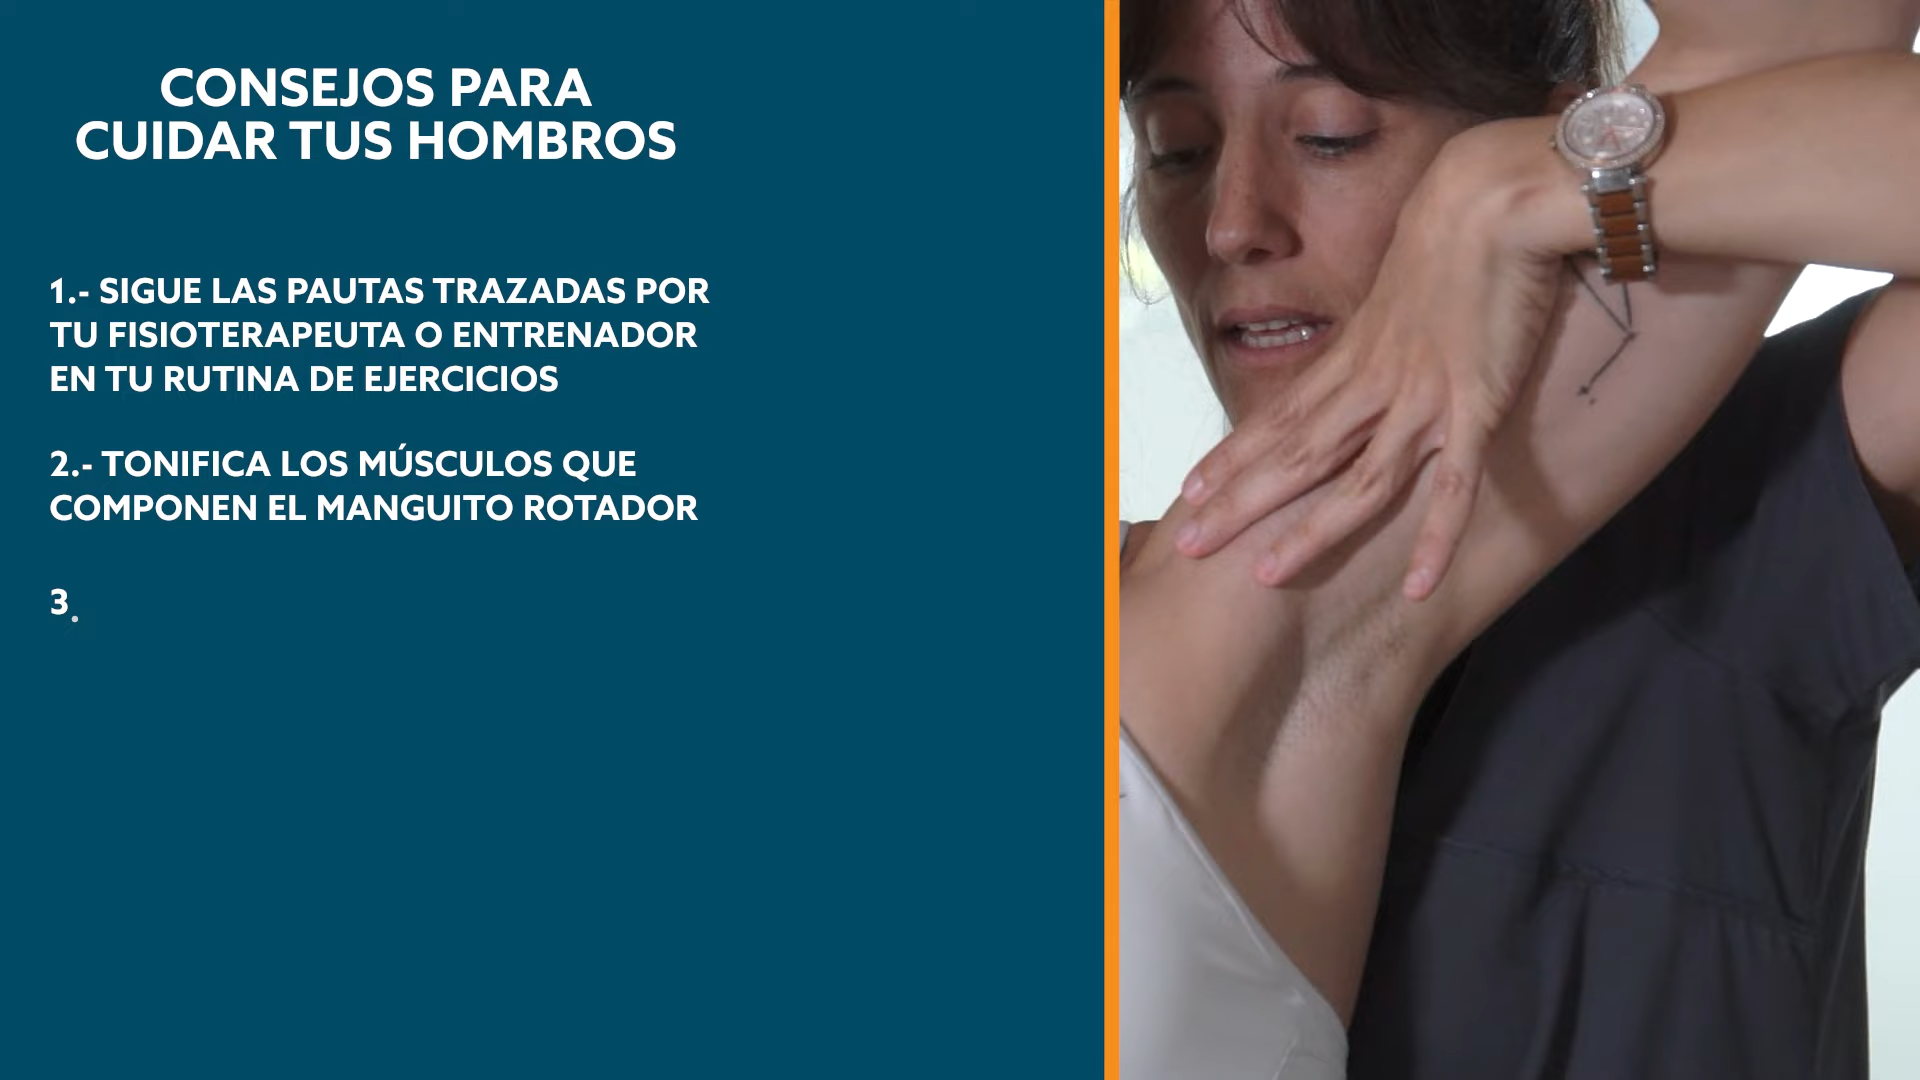 CONSEJOS PARA
CUIDAR TUS HOMBROS
1.- SIGUE LAS PAUTAS TRAZADAS POR
TU FISIOTERAPEUTA O ENTRENADOR
EN TU RUTINA DE EJERCICIOS
2.- TONIFICA LOS MÚSCULOS QUE
COMPONEN EL MANGUITO ROTADOR
3.